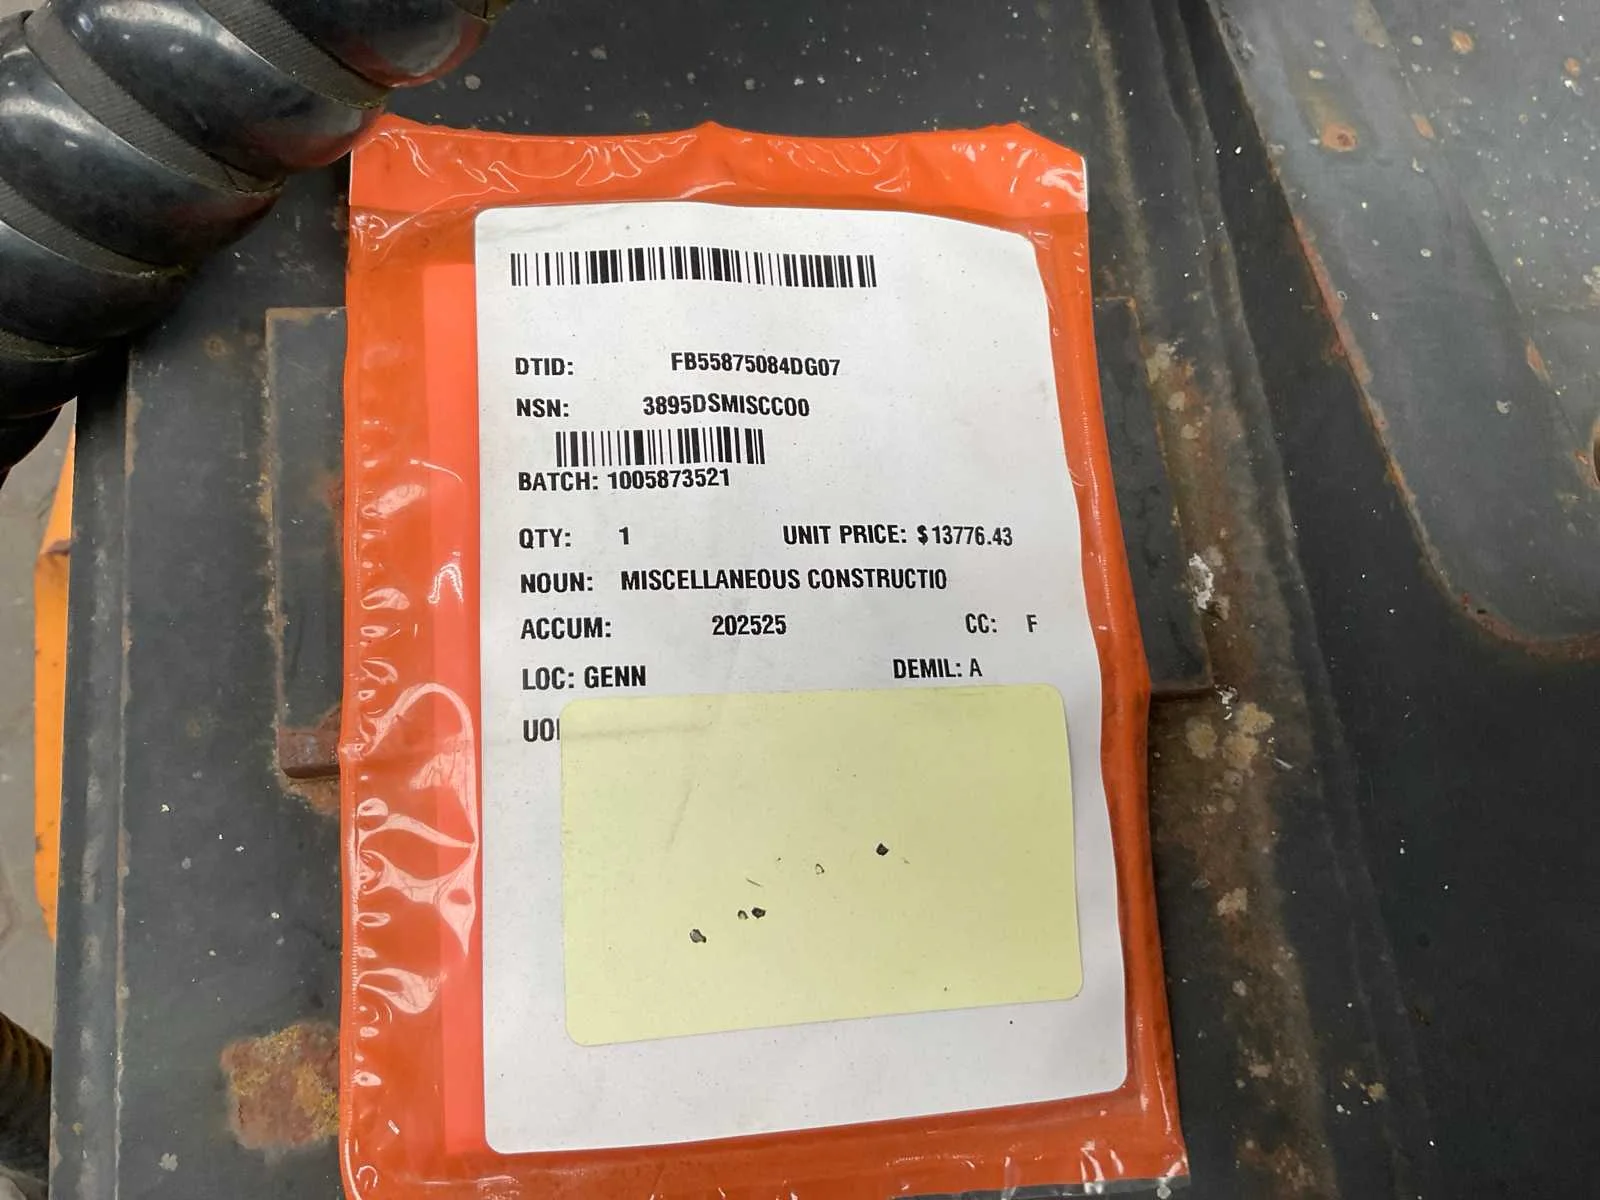 DTID: FB55875084DG07
NSN: 3895DSMISCC00
BATCH: 1005873521
QTY: 1 UNIT PRICE: $13776.43
NOUN: MISCELLANEOUS CONSTRUCTIO
ACCUM: 202525 CC: F
LOC: GENN DEMIL: A
UOI